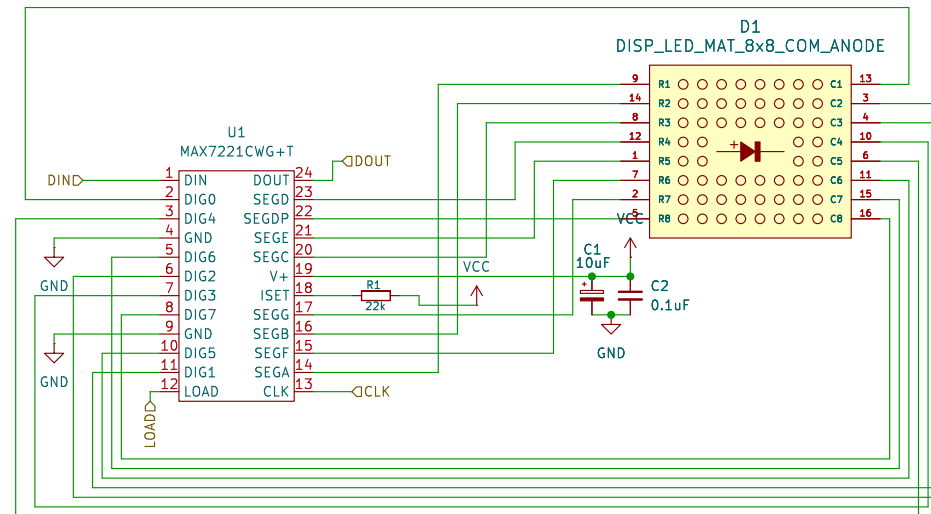 D1
DISP_LED_MAT_8x8_COM_ANODE
9 R1 C1 13
14 R2 C2 3
8 R3 C3 4
12 R4 + C4 10
1 R5 C5 6
7 R6 C6 11
2 R7 C7 15
5 R8 C8 16
U1
MAX7221CWG+T
DIN 1 DIN DOUT 24 DOUT
2 DIG0 SEGD 23
3 DIG4 SEGDP 22
4 GND SEGE 21
5 DIG6 SEGC 20
6 DIG2 V+ 19
7 DIG3 ISET 18
8 DIG7 SEGG 17
9 GND SEGB 16
10 DIG5 SEGF 15
11 DIG1 SEGA 14
12 LOAD CLK 13 CLK
GND
GND
LOAD
R1
22k
VCC
VCC
C1
10uF
+
C2
0.1uF
GND